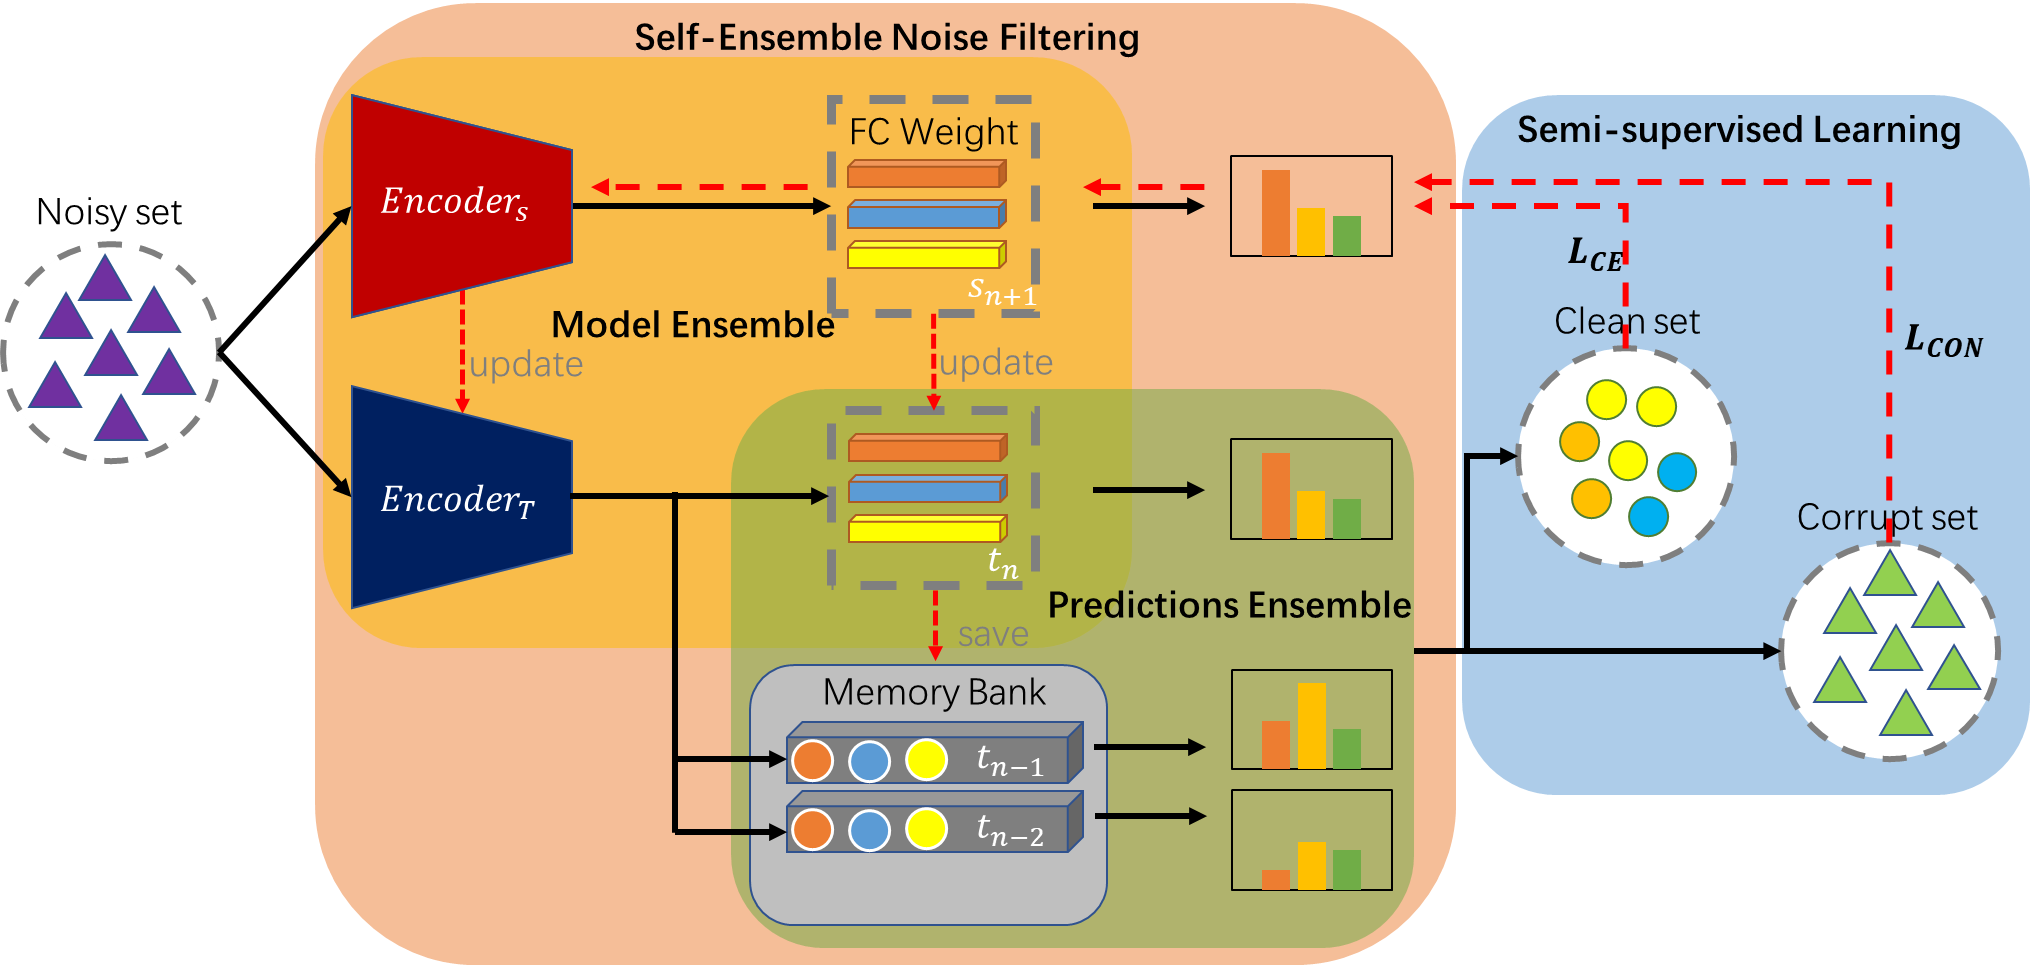 Self-Ensemble Noise Filtering
Semi-supervised Learning
FC Weight
Encoder_s
Noisy set
s_{n+1}
L_{CE}
Model Ensemble
Clean set
L_{CON}
update
update
Encoder_T
Corrupt set
t_n
Predictions Ensemble
save
Memory Bank
t_{n-1}
t_{n-2}